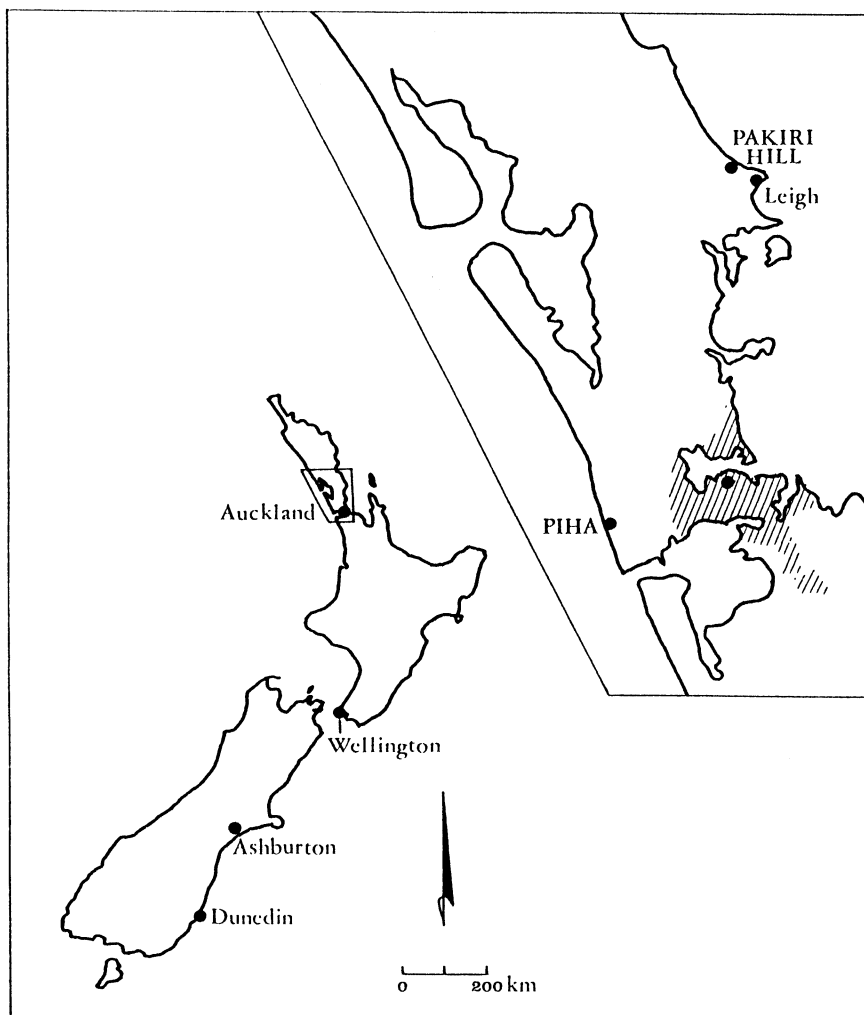 PAKIRI
HILL
Leigh
PIHA
Auckland
Wellington
Ashburton
Dunedin
0 200 km